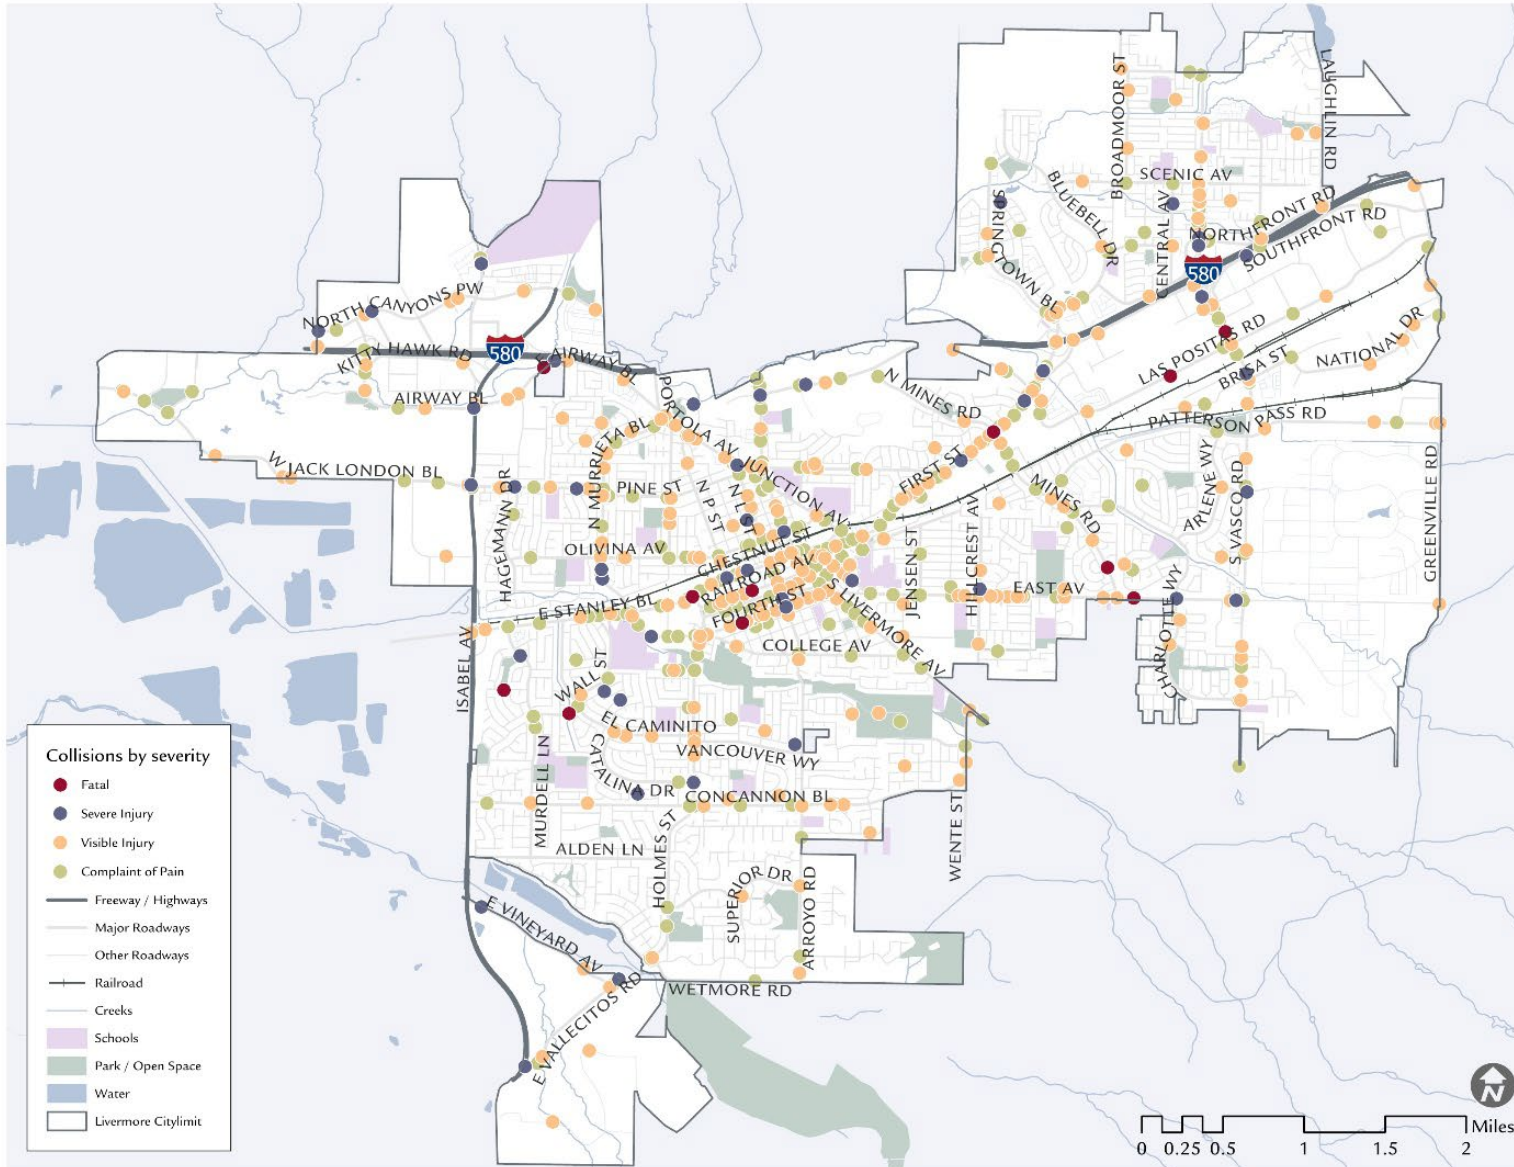 LAUGHLIN RD
BROADMOOR ST
SCENIC AV
BLUEBELL DR
SPRINGTOWN BL
CENTRAL AV
NORTHFRONT RD
SOUTHFRONT RD
580
NORTH CANYONS PW
KITTY HAWK RD
580
AIRWAY BL
AIRWAY BL
LAS POSITAS RD
BRISA ST
NATIONAL DR
N MINES RD
PORTOLA AV
PATTERSON PASS RD
N MURRIETA BL
JUNCTION AV
FIRST ST
W JACK LONDON BL
HAGEMANN DR
PINE ST
N P ST
N L ST
MINES RD
ARLENE WY
S VASCO RD
GREENVILLE RD
OLIVINA AV
CHESTNUT ST
RAILROAD AV
FOURTH ST
E STANLEY BL
S LIVERMORE AV
JENSEN ST
HILLCREST AV
EAST AV
CHARLOTTE WY
COLLEGE AV
ISABEL AV
WALL ST
EL CAMINITO
VANCOUVER WY
CATALINA DR
MURDELL LN
CONCANNON BL
WENTE ST
ALDEN LN
HOLMES ST
SUPERIOR DR
ARROYO RD
E VINEYARD AV
WETMORE RD
E VALLECITOS RD
Collisions by severity
Fatal
Severe Injury
Visible Injury
Complaint of Pain
Freeway / Highways
Major Roadways
Other Roadways
Railroad
Creeks
Schools
Park / Open Space
Water
Livermore Citylimit
N
Miles
0 0.25 0.5 1 1.5 2